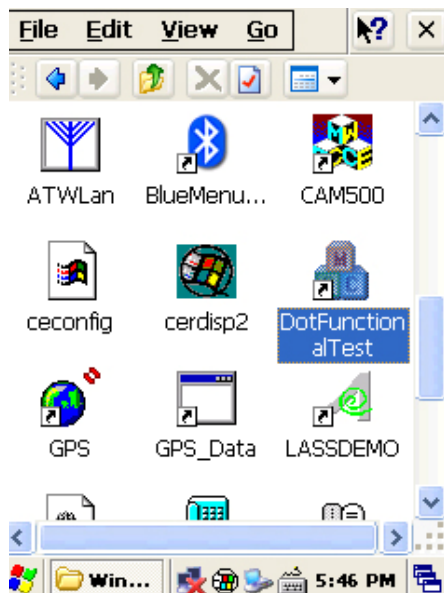 File Edit View Go
ATWLan BlueMenu... CAM500
ceconfig cerdisp2 DotFunction
alTest
GPS GPS_Data LASSDEMO
Win... 5:46 PM